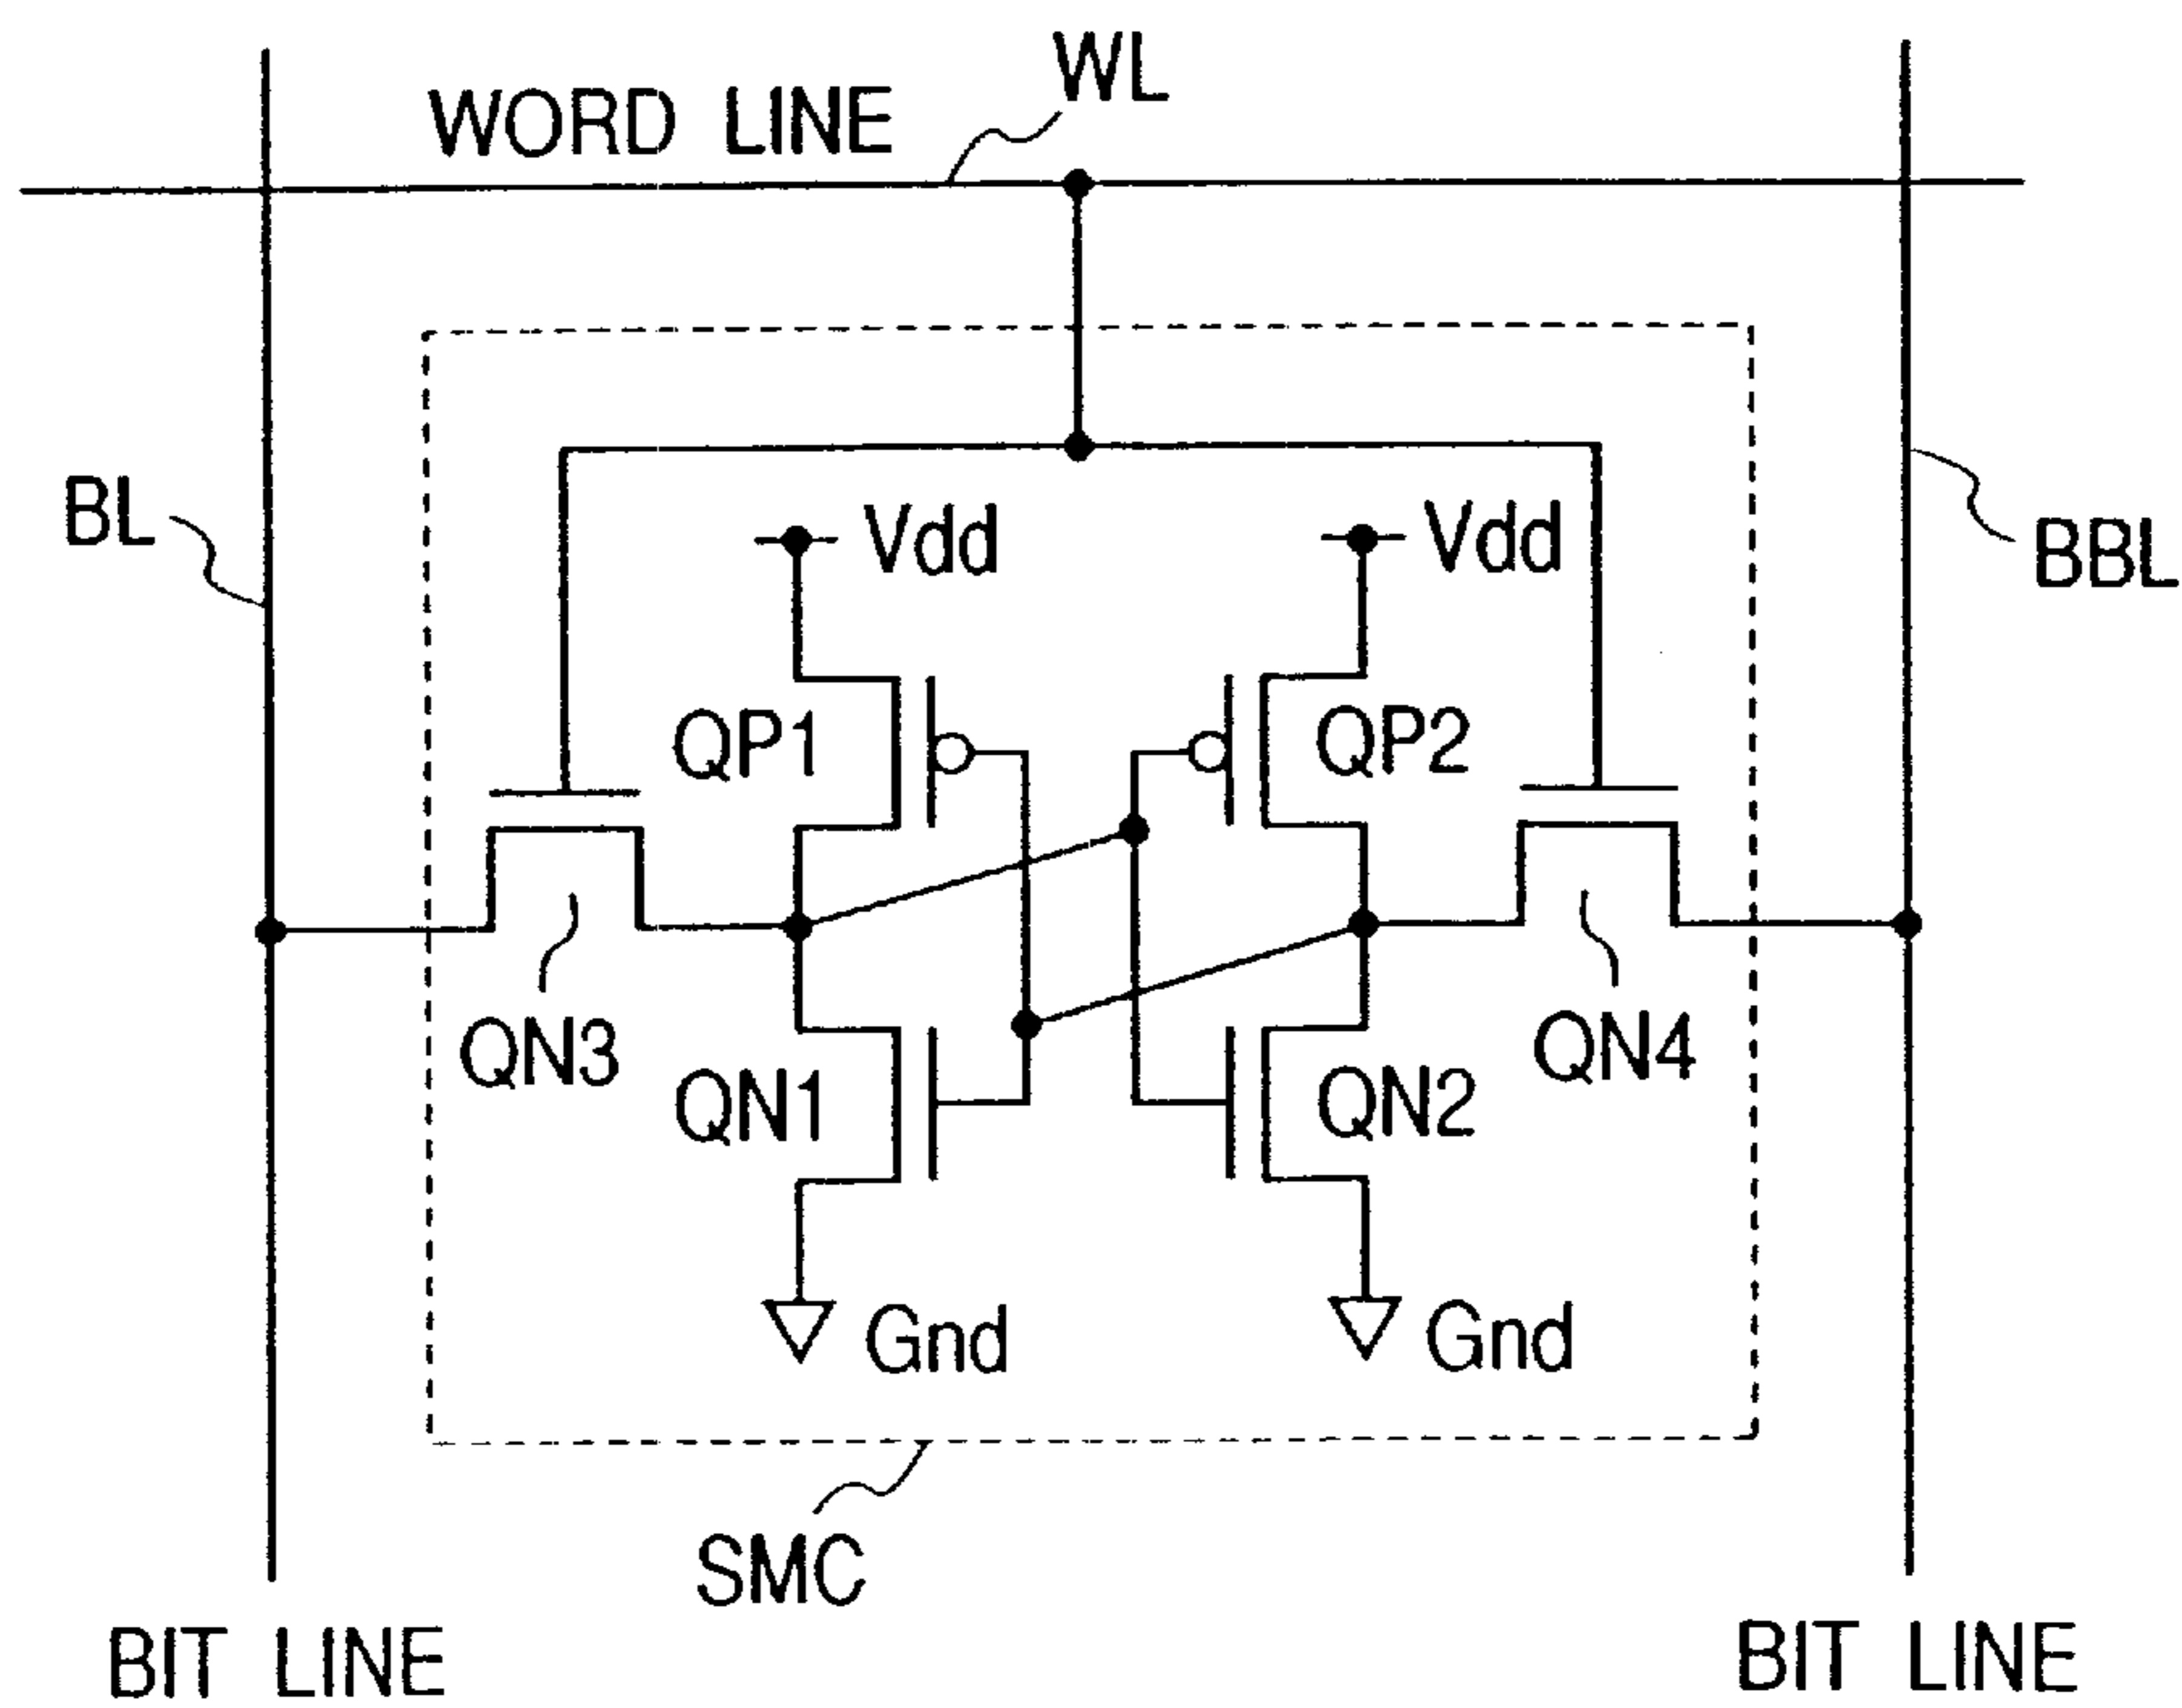 WL
WORD LINE
BL
Vdd
Vdd
BBL
QP1
QP2
QN3
QN4
QN1
QN2
Gnd
Gnd
SMC
BIT LINE
BIT LINE